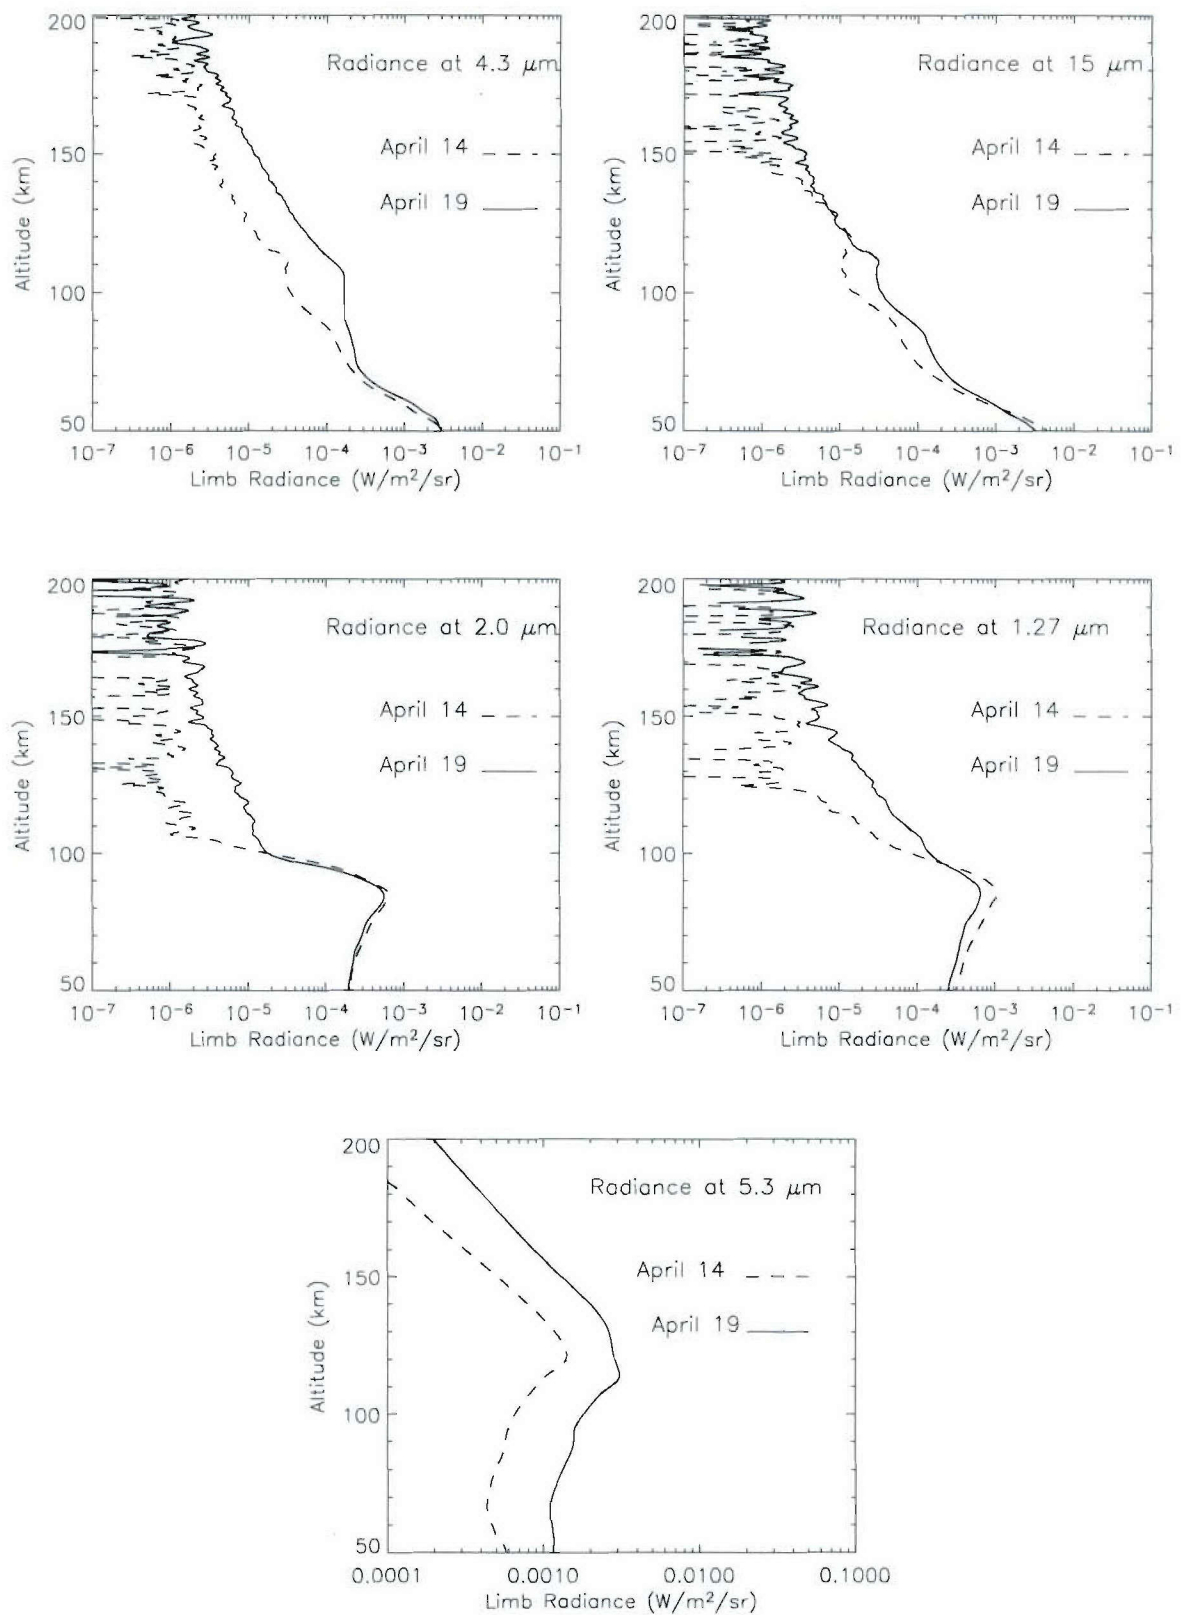 200
Radiance at 4.3 μm
April 14
150
April 19
Altitude (km)
100
50
10⁻⁷ 10⁻⁶ 10⁻⁵ 10⁻⁴ 10⁻³ 10⁻² 10⁻¹
Limb Radiance (W/m²/sr)
200
Radiance at 15 μm
April 14
150
April 19
Altitude (km)
100
50
10⁻⁷ 10⁻⁶ 10⁻⁵ 10⁻⁴ 10⁻³ 10⁻² 10⁻¹
Limb Radiance (W/m²/sr)
200
Radiance at 2.0 μm
April 14
150
April 19
Altitude (km)
100
50
10⁻⁷ 10⁻⁶ 10⁻⁵ 10⁻⁴ 10⁻³ 10⁻² 10⁻¹
Limb Radiance (W/m²/sr)
200
Radiance at 1.27 μm
April 14
150
April 19
Altitude (km)
100
50
10⁻⁷ 10⁻⁶ 10⁻⁵ 10⁻⁴ 10⁻³ 10⁻² 10⁻¹
Limb Radiance (W/m²/sr)
200
Radiance at 5.3 μm
April 14
150
April 19
Altitude (km)
100
50
0.0001 0.0010 0.0100 0.1000
Limb Radiance (W/m²/sr)